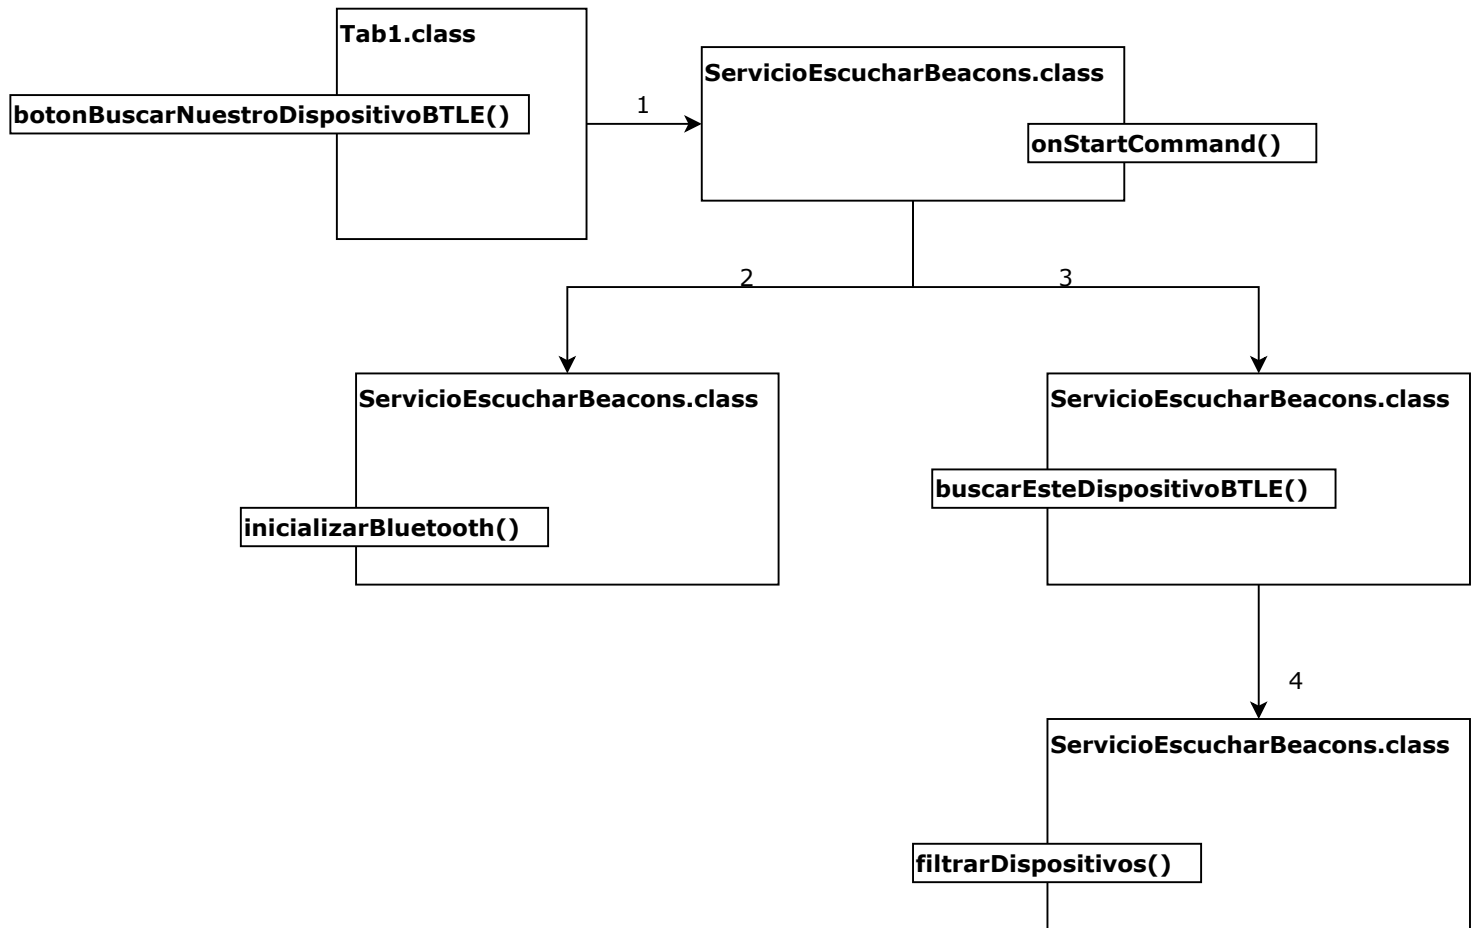 Tab1.class
botonBuscarNuestroDispositivoBTLE()
1
ServicioEscucharBeacons.class
onStartCommand()
2
3
ServicioEscucharBeacons.class
inicializarBluetooth()
ServicioEscucharBeacons.class
buscarEsteDispositivoBTLE()
4
ServicioEscucharBeacons.class
filtrarDispositivos()